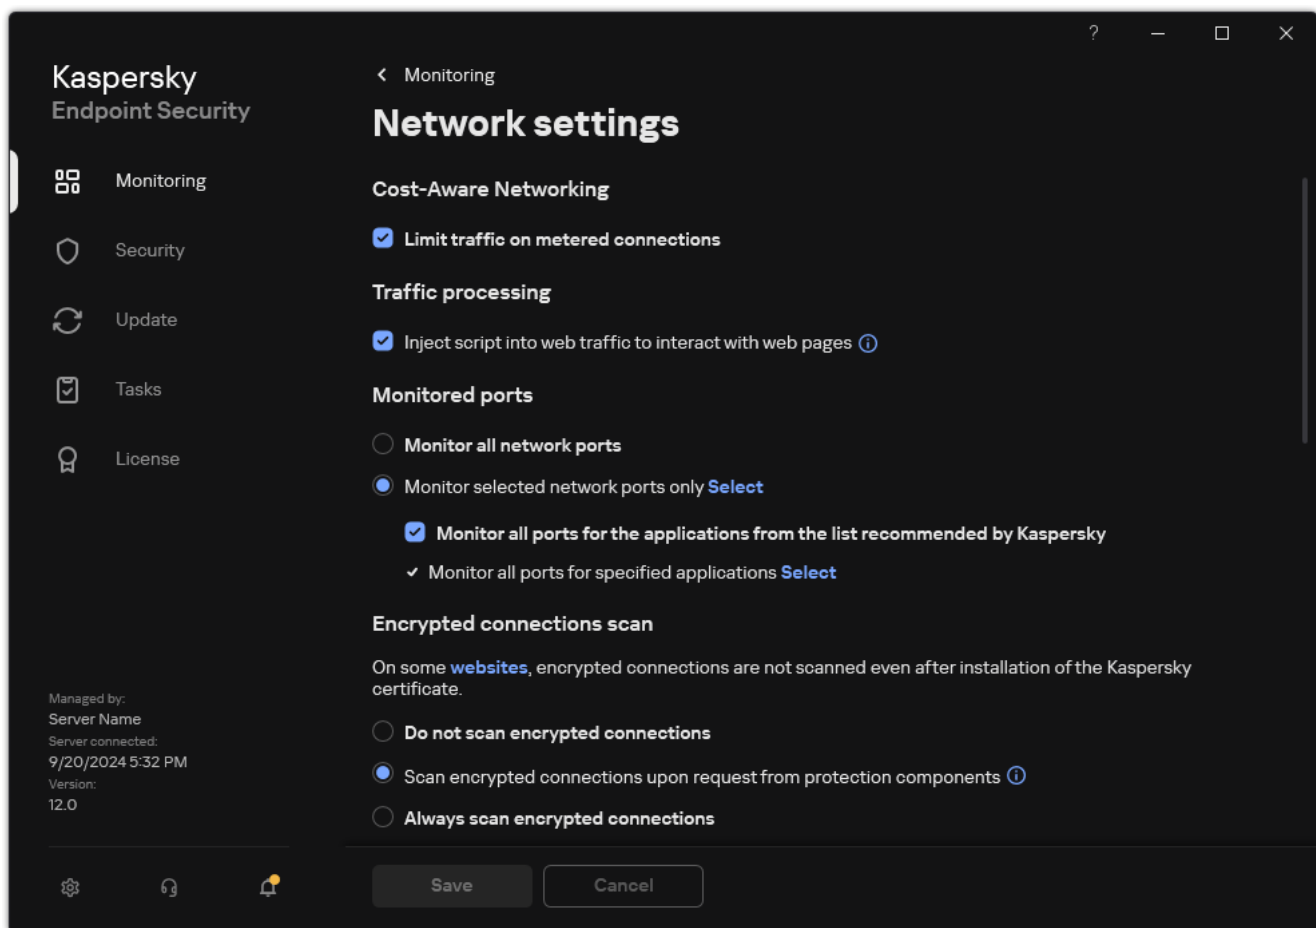 ?
Kaspersky
Endpoint Security
Monitoring
Security
Update
Tasks
License
Managed by:
Server Name
Server connected:
9/20/2024 5:32 PM
Version:
12.0
Monitoring
Network settings
Cost-Aware Networking
Limit traffic on metered connections
Traffic processing
Inject script into web traffic to interact with web pages
Monitored ports
Monitor all network ports
Monitor selected network ports only Select
Monitor all ports for the applications from the list recommended by Kaspersky
Monitor all ports for specified applications Select
Encrypted connections scan
On some websites, encrypted connections are not scanned even after installation of the Kaspersky
certificate.
Do not scan encrypted connections
Scan encrypted connections upon request from protection components
Always scan encrypted connections
Save
Cancel